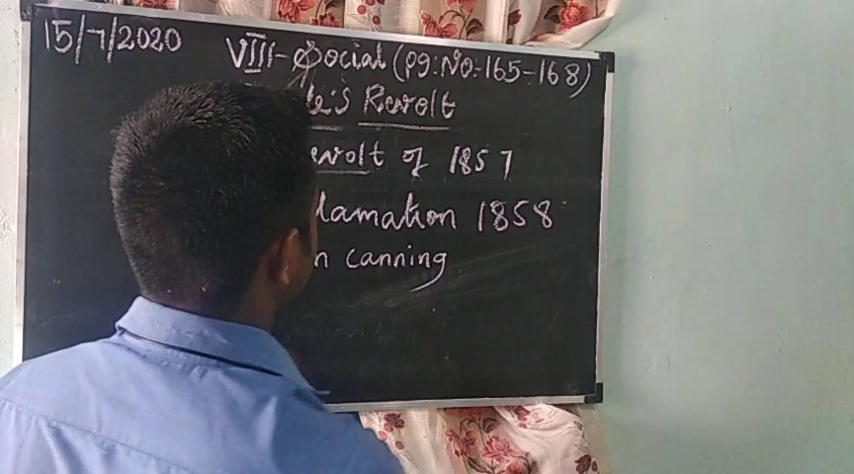 15/7/2020 VIII-Social (pg:No:-165-168)
's Revolt
evolt of 1857
lamation 1858
n canning